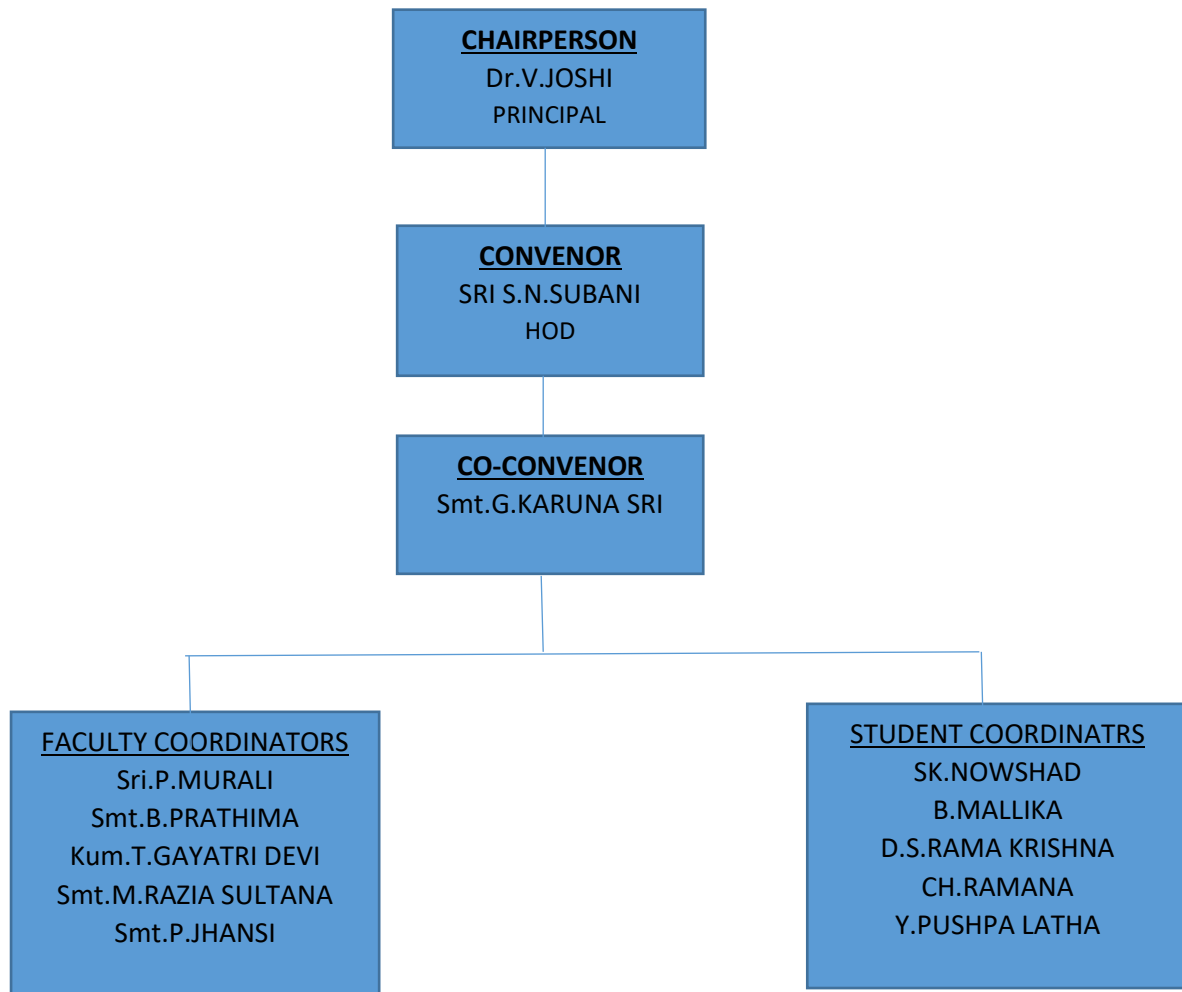 CHAIRPERSON
Dr.V.JOSHI
PRINCIPAL
CONVENOR
SRI S.N.SUBANI
HOD
CO-CONVENOR
Smt.G.KARUNA SRI
FACULTY COORDINATORS
Sri.P.MURALI
Smt.B.PRATHIMA
Kum.T.GAYATRI DEVI
Smt.M.RAZIA SULTANA
Smt.P.JHANSI
STUDENT COORDINATRS
SK.NOWSHAD
B.MALLIKA
D.S.RAMA KRISHNA
CH.RAMANA
Y.PUSHPA LATHA